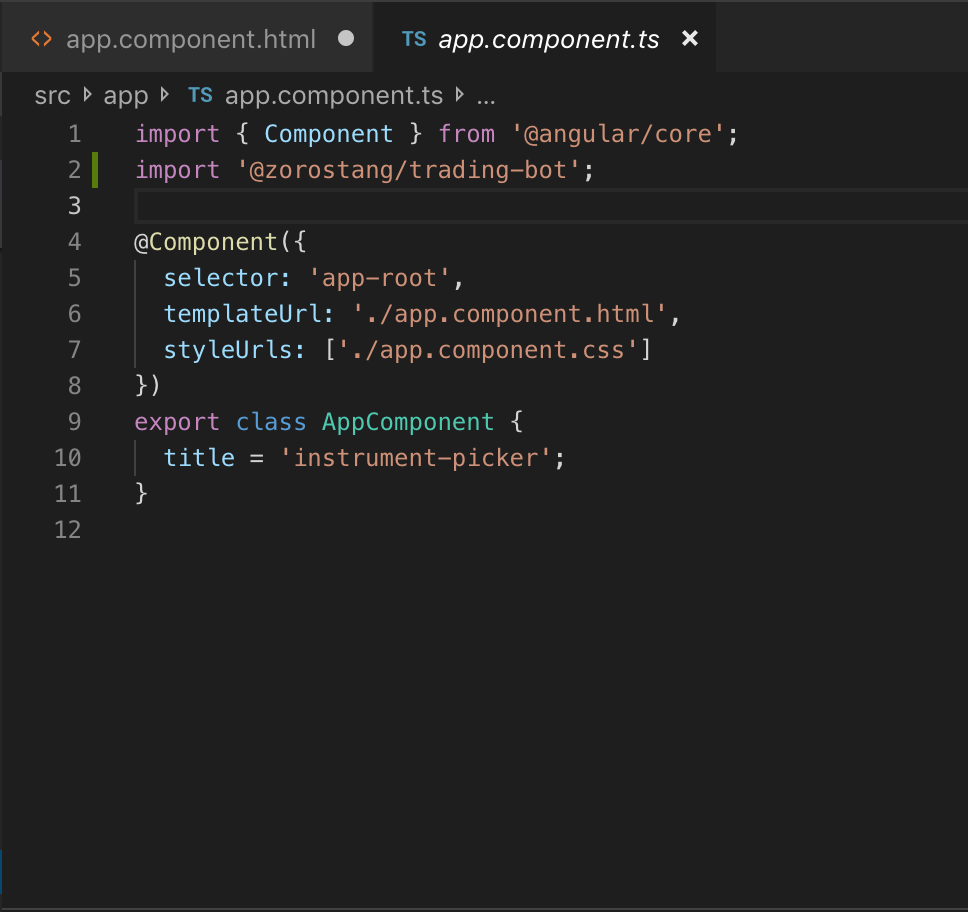 <> app.component.html ● TS app.component.ts ×
src > app > TS app.component.ts > ...
1 import { Component } from '@angular/core';
2 import '@zorostang/trading-bot';
3
4 @Component({
5   selector: 'app-root',
6   templateUrl: './app.component.html',
7   styleUrls: ['./app.component.css']
8 })
9 export class AppComponent {
10   title = 'instrument-picker';
11 }
12